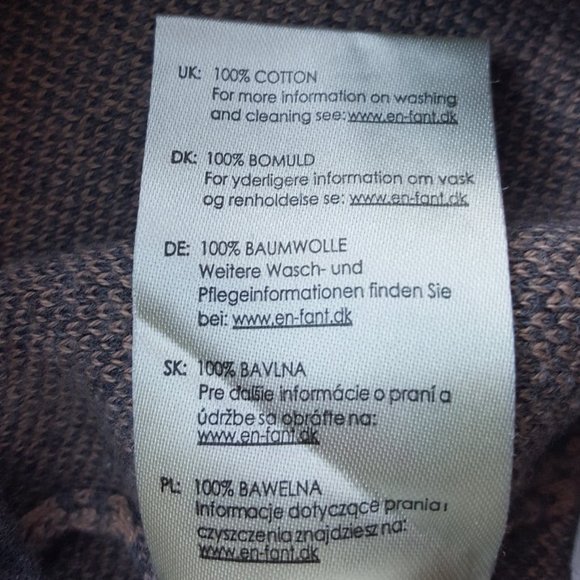 UK: 100% COTTON
For more information on washing
and cleaning see: www.en-fant.dk
DK: 100% BOMULD
For yderligere information om vask
og renholdelse se: www.en-fant.dk
DE: 100% BAUMWOLLE
Weitere Wasch- und
Pflegeinformationen finden Sie
bei: www.en-fant.dk
SK: 100% BAVLNA
Pre ďalšie informácie o praní a
údržbe sa obráťte na:
www.en-fant.dk
PL: 100% BAWELNA
Informacje dotyczące prania i
czyszczenia znajdziesz na:
www.en-fant.dk